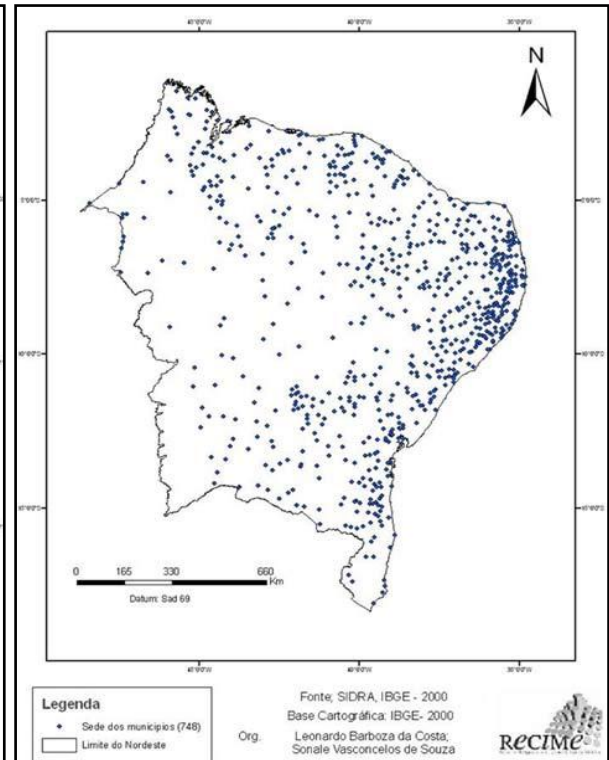 N
0 165 330 660
Km
Datum: Sad 69
Legenda
Sede dos municipios (748)
Limite do Nordeste
Fonte; SIDRA, IBGE - 2000
Base Cartográfica: IBGE- 2000
Org. Leonardo Barboza da Costa;
Sonale Vasconcelos de Souza
ReCiMe